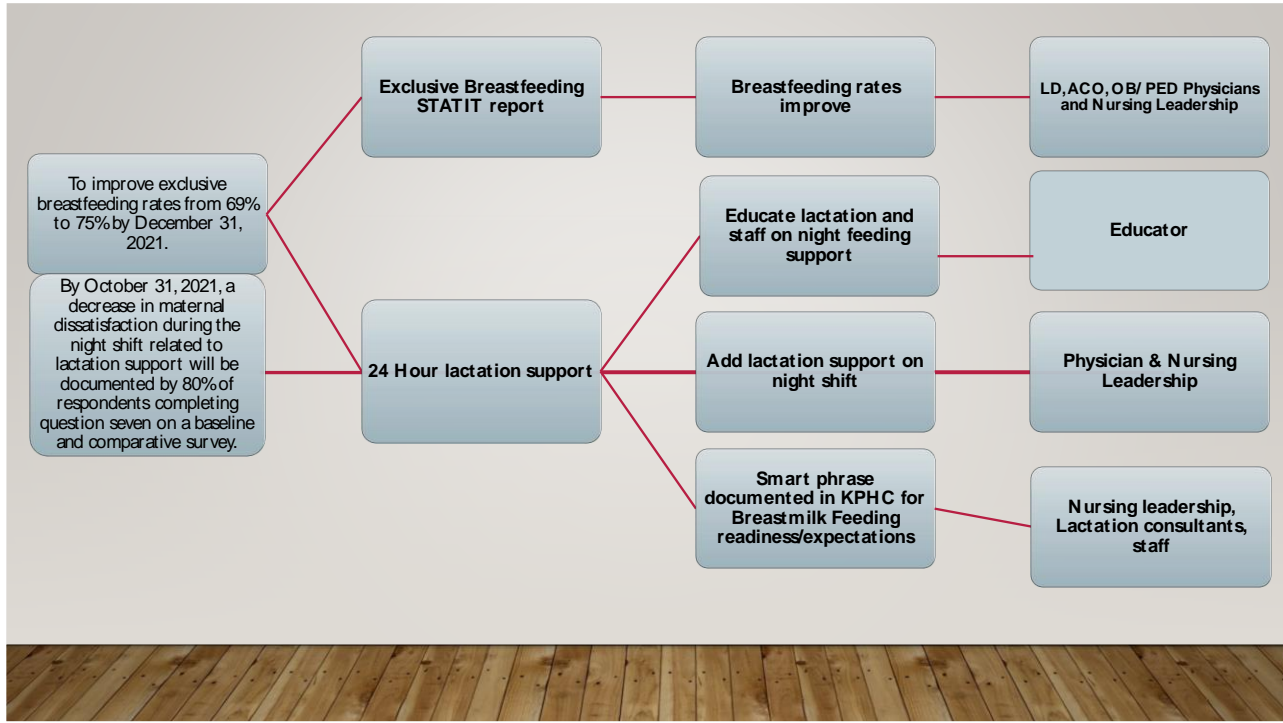 Exclusive Breastfeeding
STATIT report
Breastfeeding rates
improve
LD, ACO, OB/ PED Physicians
and Nursing Leadership
To improve exclusive
breastfeeding rates from 69%
to 75% by December 31,
2021.
By October 31, 2021, a
decrease in maternal
dissatisfaction during the
night shift related to
lactation support will be
documented by 80% of
respondents completing
question seven on a baseline
and comparative survey.
24 Hour lactation support
Educate lactation and
staff on night feeding
support
Educator
Add lactation support on
night shift
Physician & Nursing
Leadership
Smart phrase
documented in KPHC for
Breastmilk Feeding
readiness/expectations
Nursing leadership,
Lactation consultants,
staff